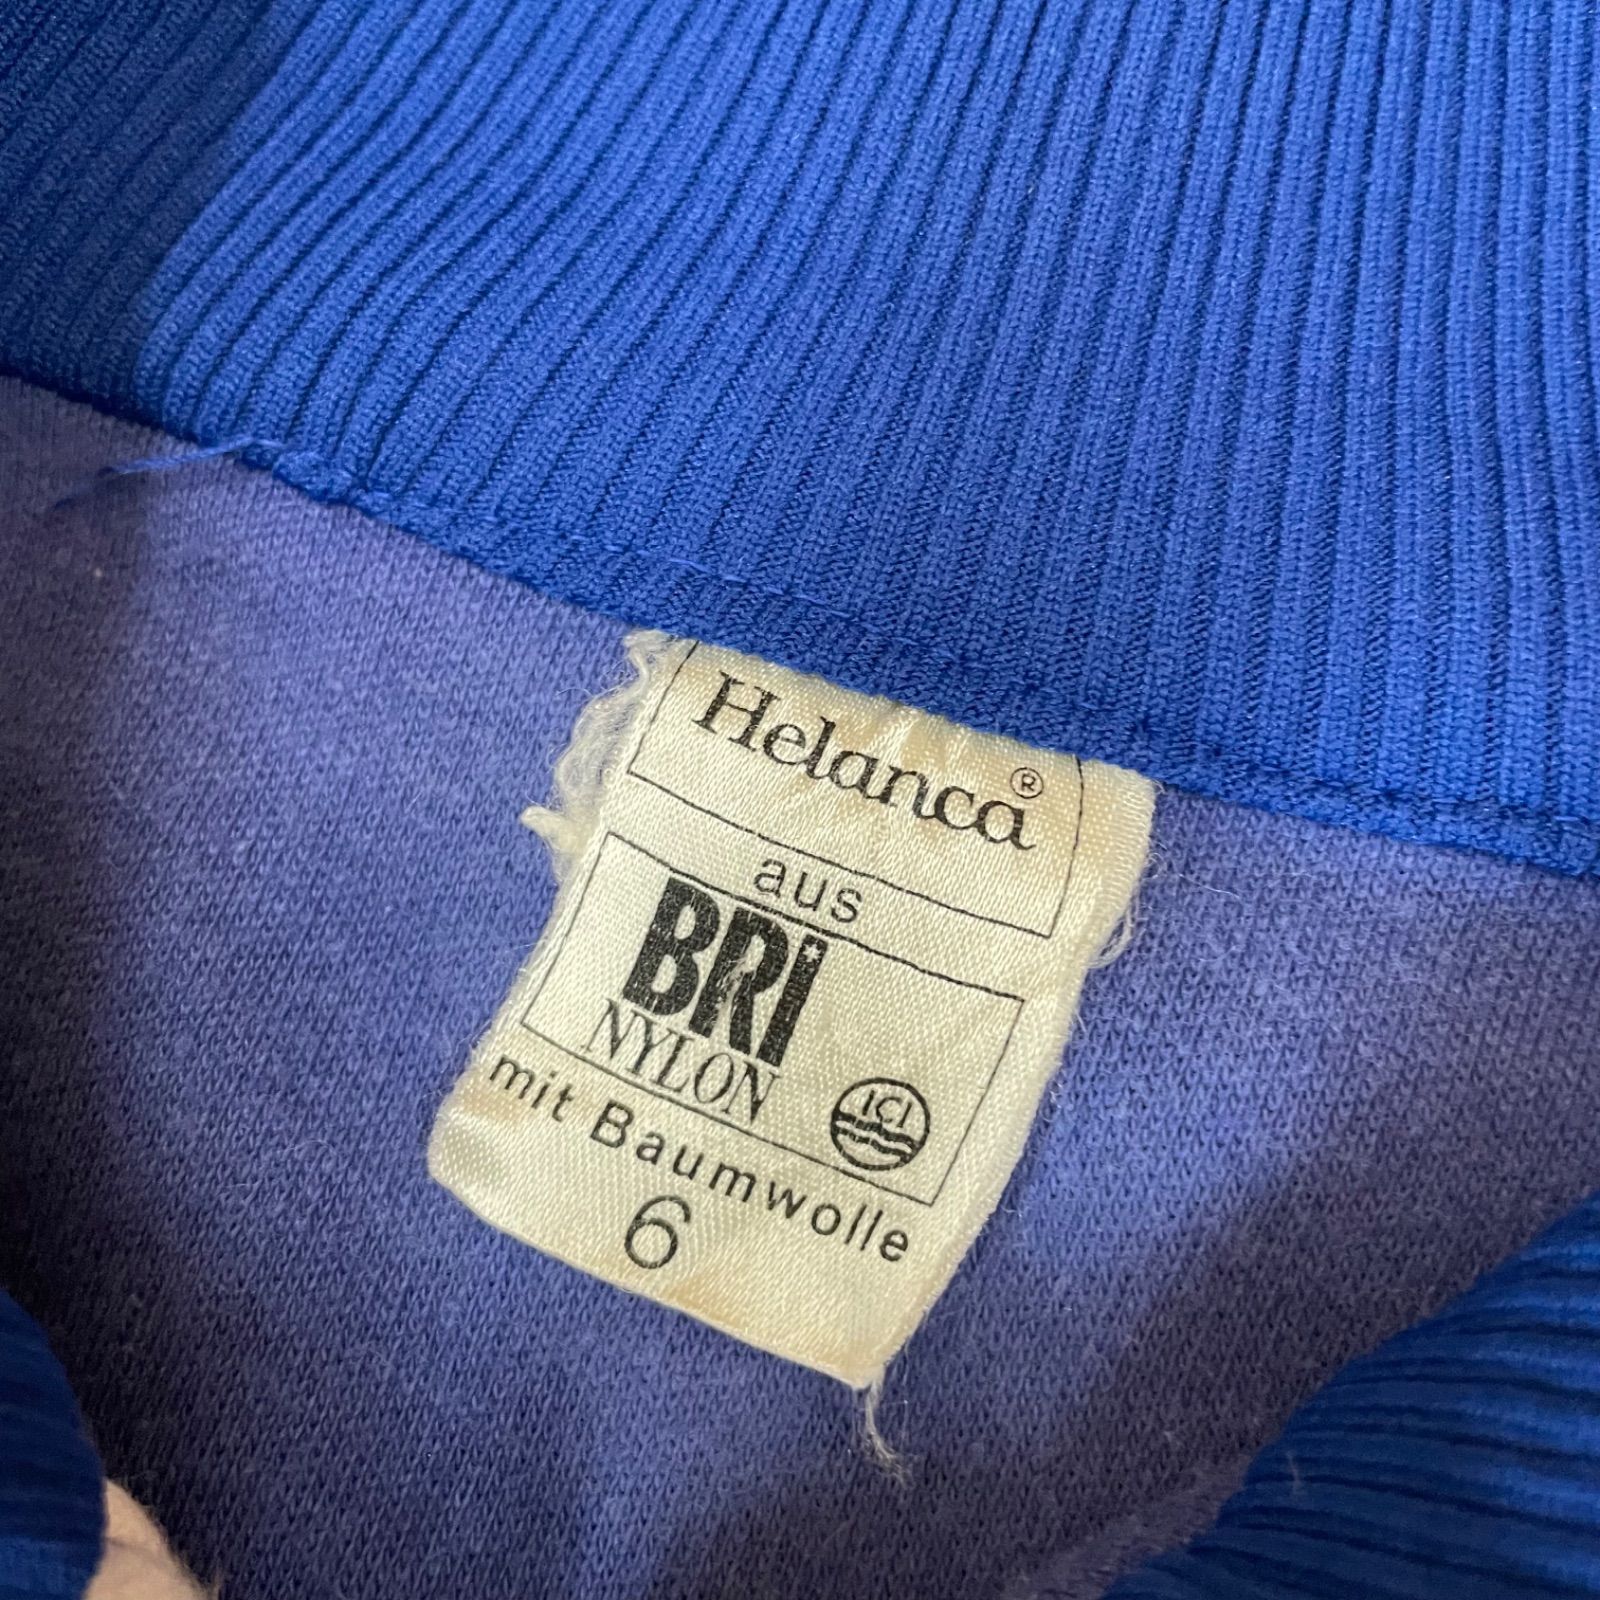 Helanca®
aus
BRI
NYLON
ICI
mit Baumwolle
6